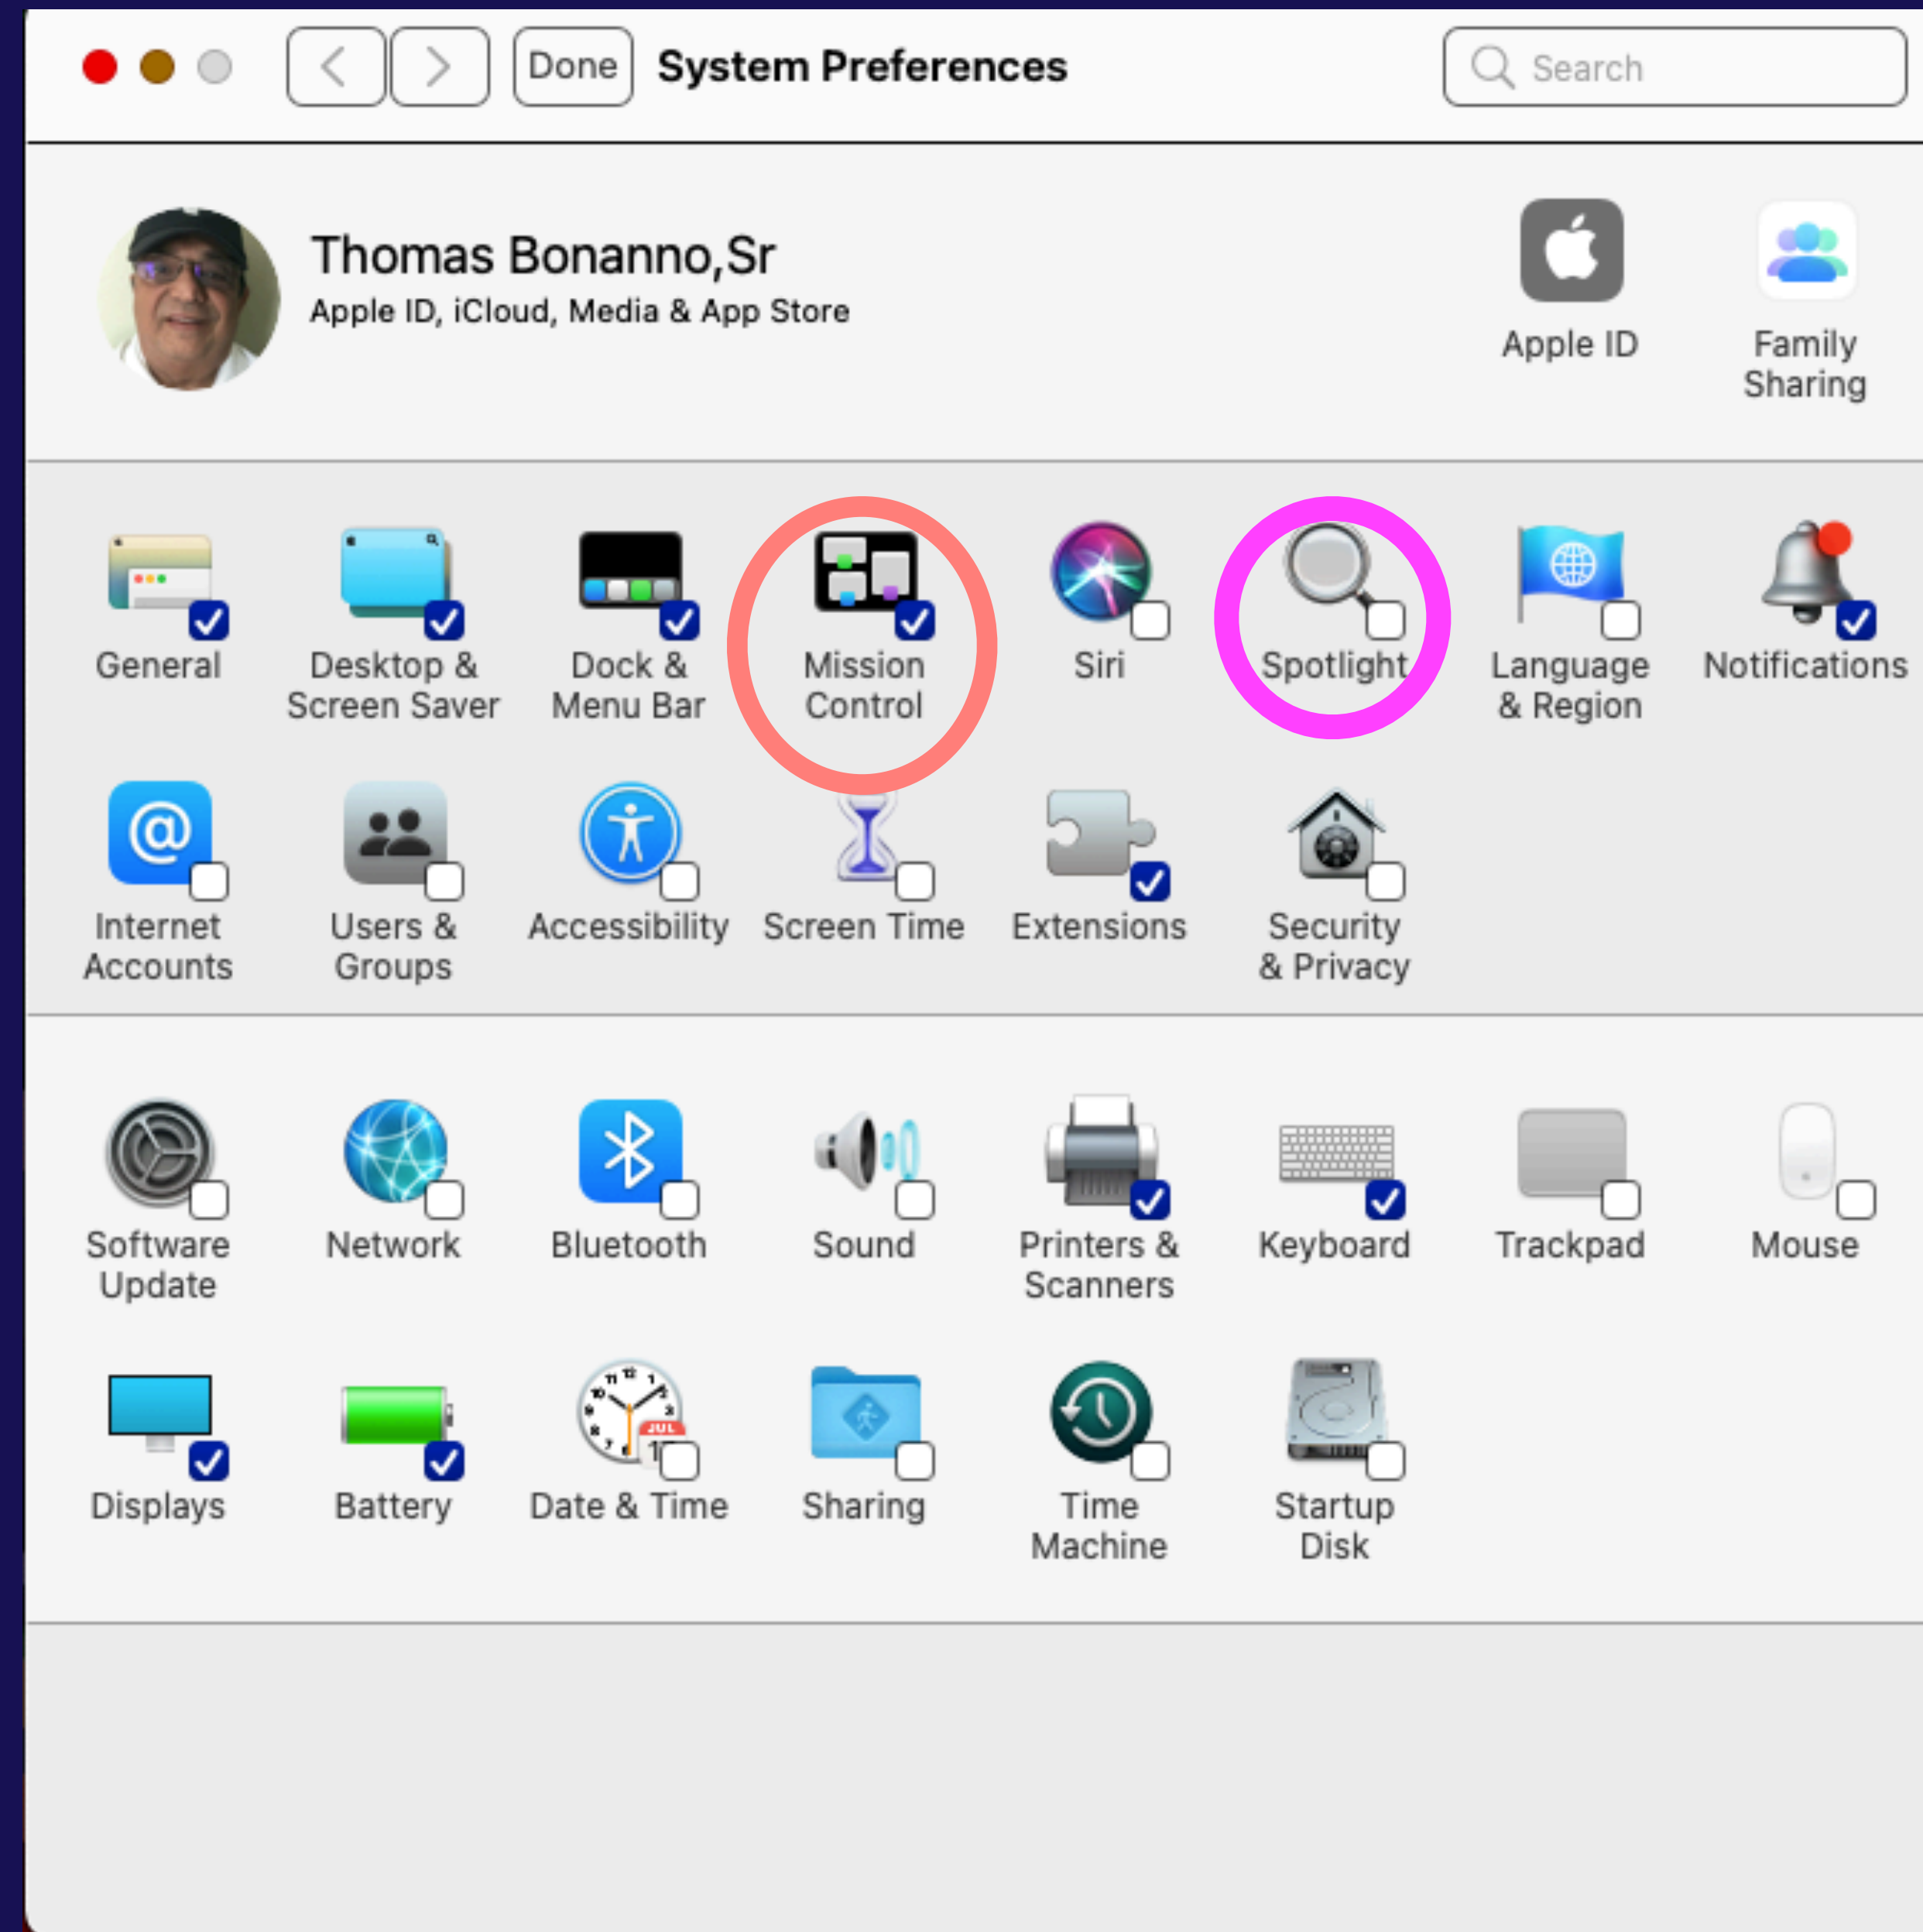 Done System Preferences Search
Thomas Bonanno,Sr
Apple ID, iCloud, Media & App Store
Apple ID
Family
Sharing
General
Desktop &
Screen Saver
Dock &
Menu Bar
Mission
Control
Siri
Spotlight
Language
& Region
Notifications
Internet
Accounts
Users &
Groups
Accessibility
Screen Time
Extensions
Security
& Privacy
Software
Update
Network
Bluetooth
Sound
Printers &
Scanners
Keyboard
Trackpad
Mouse
Displays
Battery
JUL
Date & Time
Sharing
Time
Machine
Startup
Disk